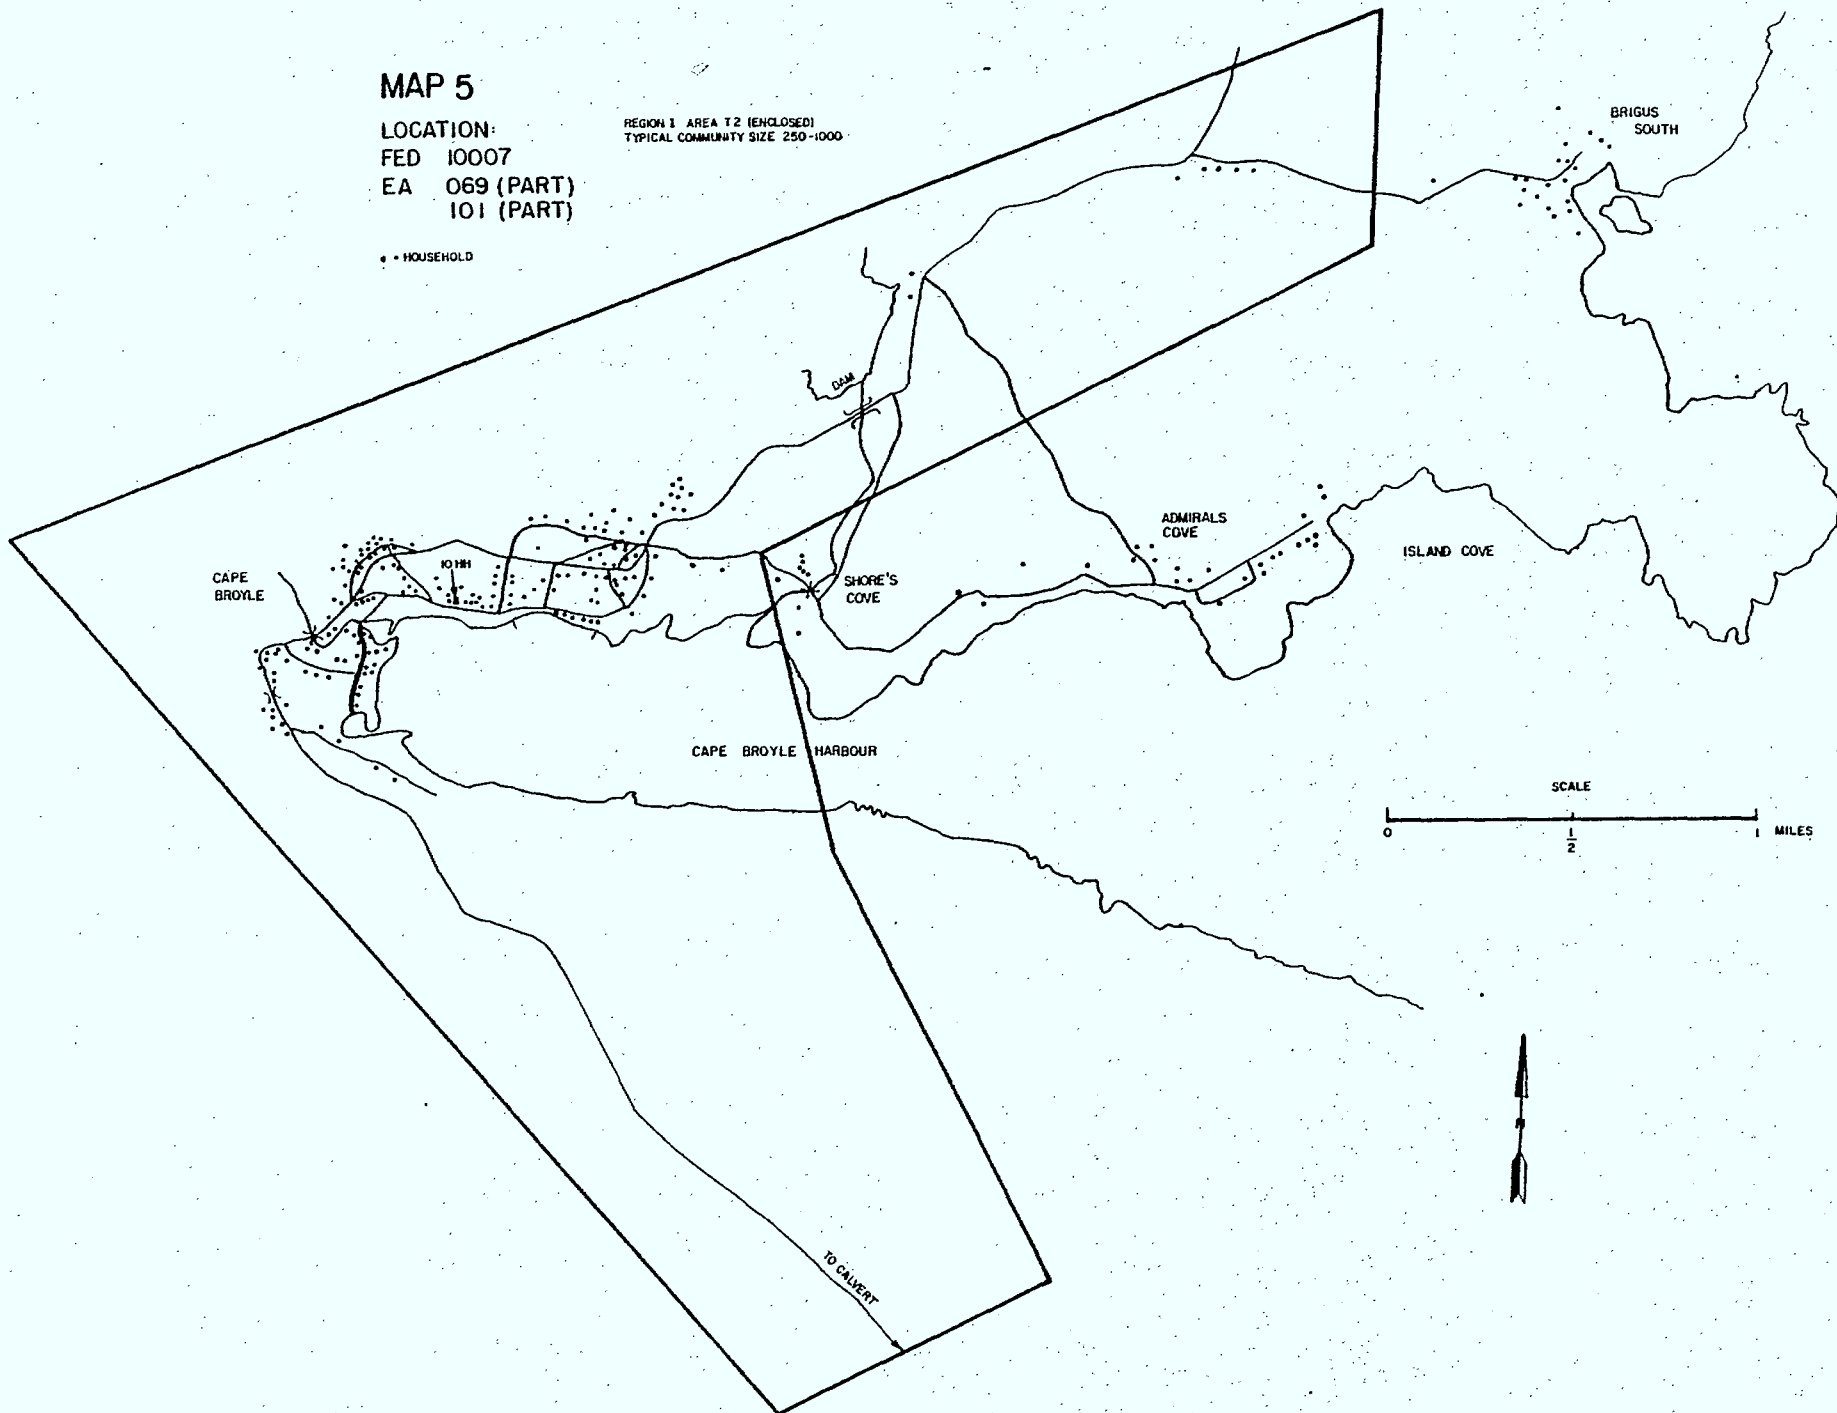 MAP 5
LOCATION:
FED 10007
EA 069 (PART)
101 (PART)
• - HOUSEHOLD
REGION 1 AREA T2 (ENCLOSED)
TYPICAL COMMUNITY SIZE 250-1000
BRIGUS
SOUTH
DAM
ADMIRALS
COVE
ISLAND COVE
10 HH
CAPE
BROYLE
SHORE'S
COVE
CAPE BROYLE HARBOUR
SCALE
0 1/2 1 MILES
N
TO CALVERT